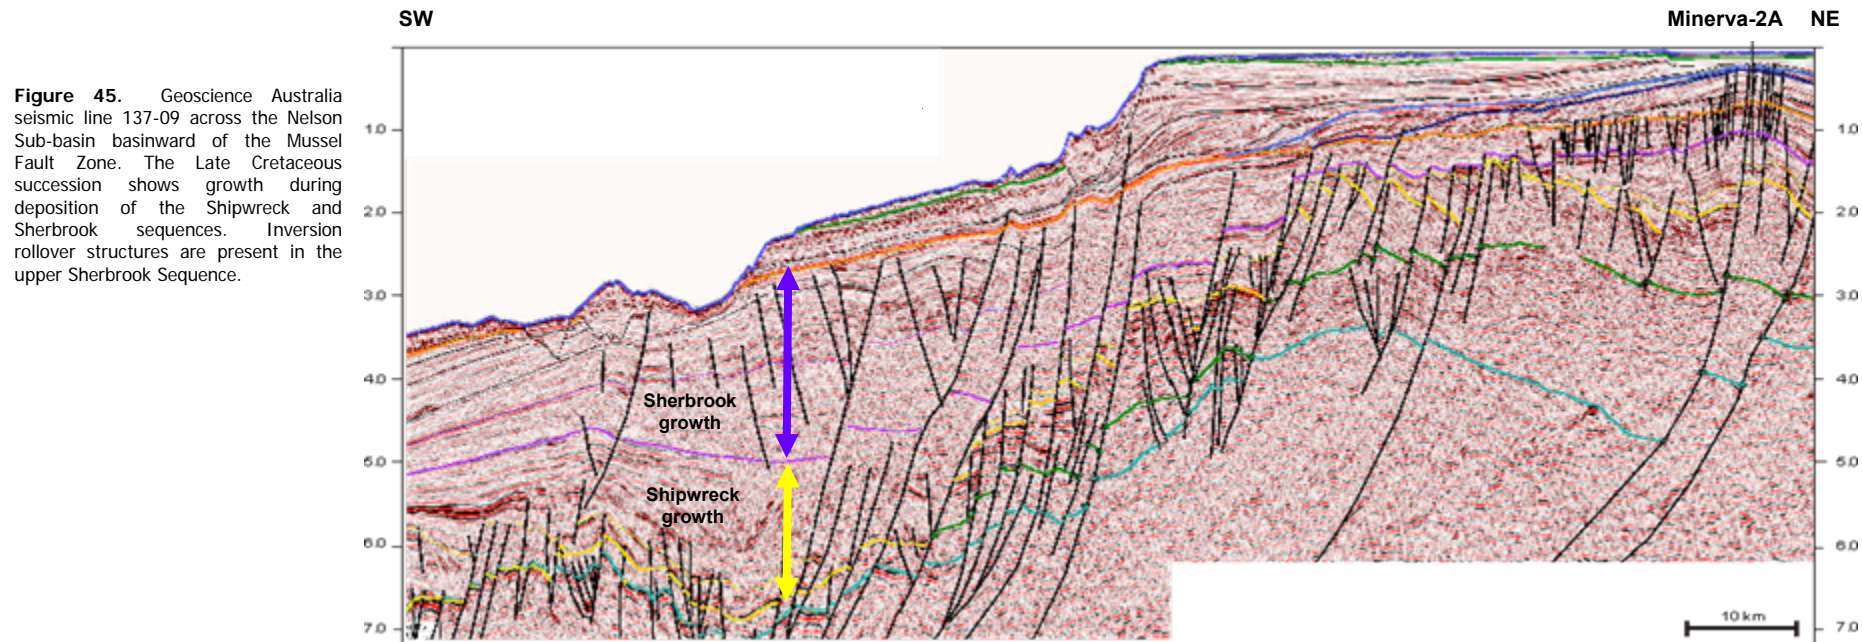 SW
Minerva-2A NE
Figure 45. Geoscience Australia
seismic line 137-09 across the Nelson
Sub-basin basinward of the Mussel
Fault Zone. The Late Cretaceous
succession shows growth during
deposition of the Shipwreck and
Sherbrook sequences. Inversion
rollover structures are present in the
upper Sherbrook Sequence.
1.0
2.0
3.0
4.0
5.0
6.0
7.0
Sherbrook
growth
Shipwreck
growth
1.0
2.0
3.0
4.0
5.0
6.0
7.0
10 km